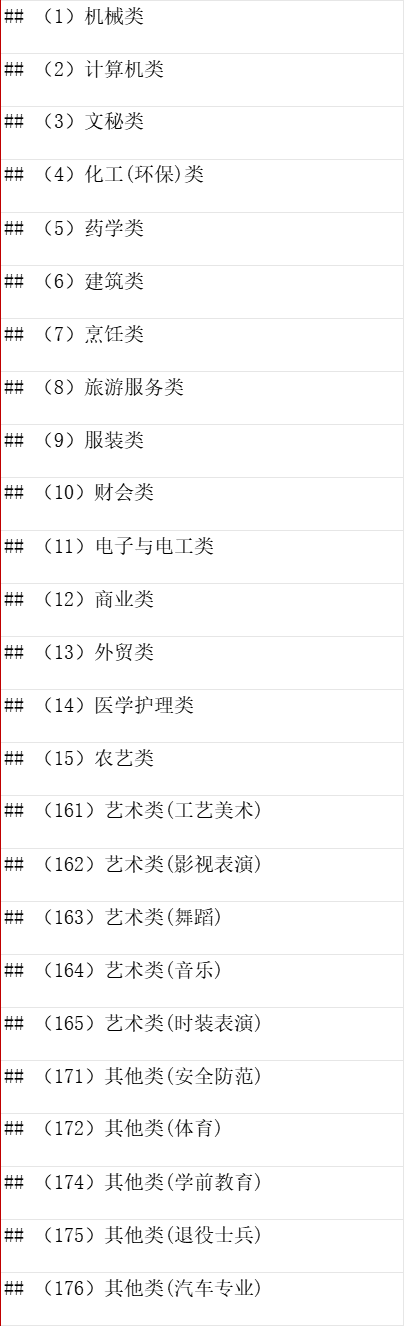 ## （1）机械类
## （2）计算机类
## （3）文秘类
## （4）化工(环保)类
## （5）药学类
## （6）建筑类
## （7）烹饪类
## （8）旅游服务类
## （9）服装类
## （10）财会类
## （11）电子与电工类
## （12）商业类
## （13）外贸类
## （14）医学护理类
## （15）农艺类
## （161）艺术类(工艺美术)
## （162）艺术类(影视表演)
## （163）艺术类(舞蹈)
## （164）艺术类(音乐)
## （165）艺术类(时装表演)
## （171）其他类(安全防范)
## （172）其他类(体育)
## （174）其他类(学前教育)
## （175）其他类(退役士兵)
## （176）其他类(汽车专业)